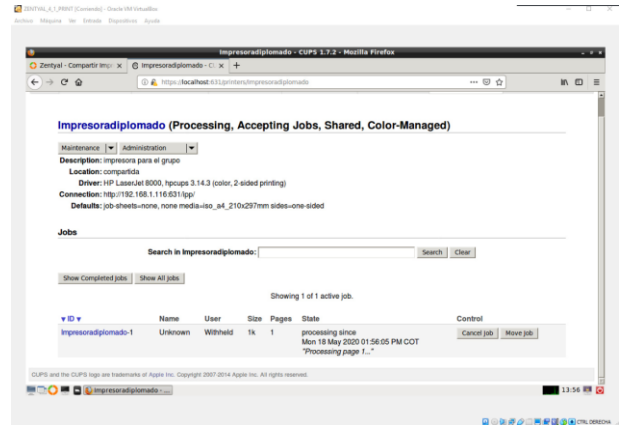 ZENTYAL_4_1_PRINT [Corriendo] - Oracle VM VirtualBox
Archivo Máquina Ver Entrada Dispositivos Ayuda
Impresoradiplomado - CUPS 1.7.2 - Mozilla Firefox
Zentyal - Compartir Impr
Impresoradiplomado - C
https://localhost:631/printers/Impresoradiplomado
Impresoradiplomado (Processing, Accepting Jobs, Shared, Color-Managed)
Maintenance Administration
Description: impresora para el grupo
Location: compartida
Driver: HP LaserJet 8000, hpcups 3.14.3 (color, 2-sided printing)
Connection: http://192.168.1.116:631/ipp/
Defaults: job-sheets=none, none media=iso_a4_210x297mm sides=one-sided
Jobs
Search in Impresoradiplomado: Search Clear
Show Completed Jobs Show All Jobs
Showing 1 of 1 active job.
▼ ID ▼ Name User Size Pages State Control
Impresoradiplomado-1 Unknown Withheld 1k 1 processing since
Mon 18 May 2020 01:56:05 PM COT
"Processing page 1..."
Cancel Job Move Job
CUPS and the CUPS logo are trademarks of Apple Inc. Copyright 2007-2014 Apple Inc. All rights reserved.
Impresoradiplomado - ...
13:56
CTRL DERECHA